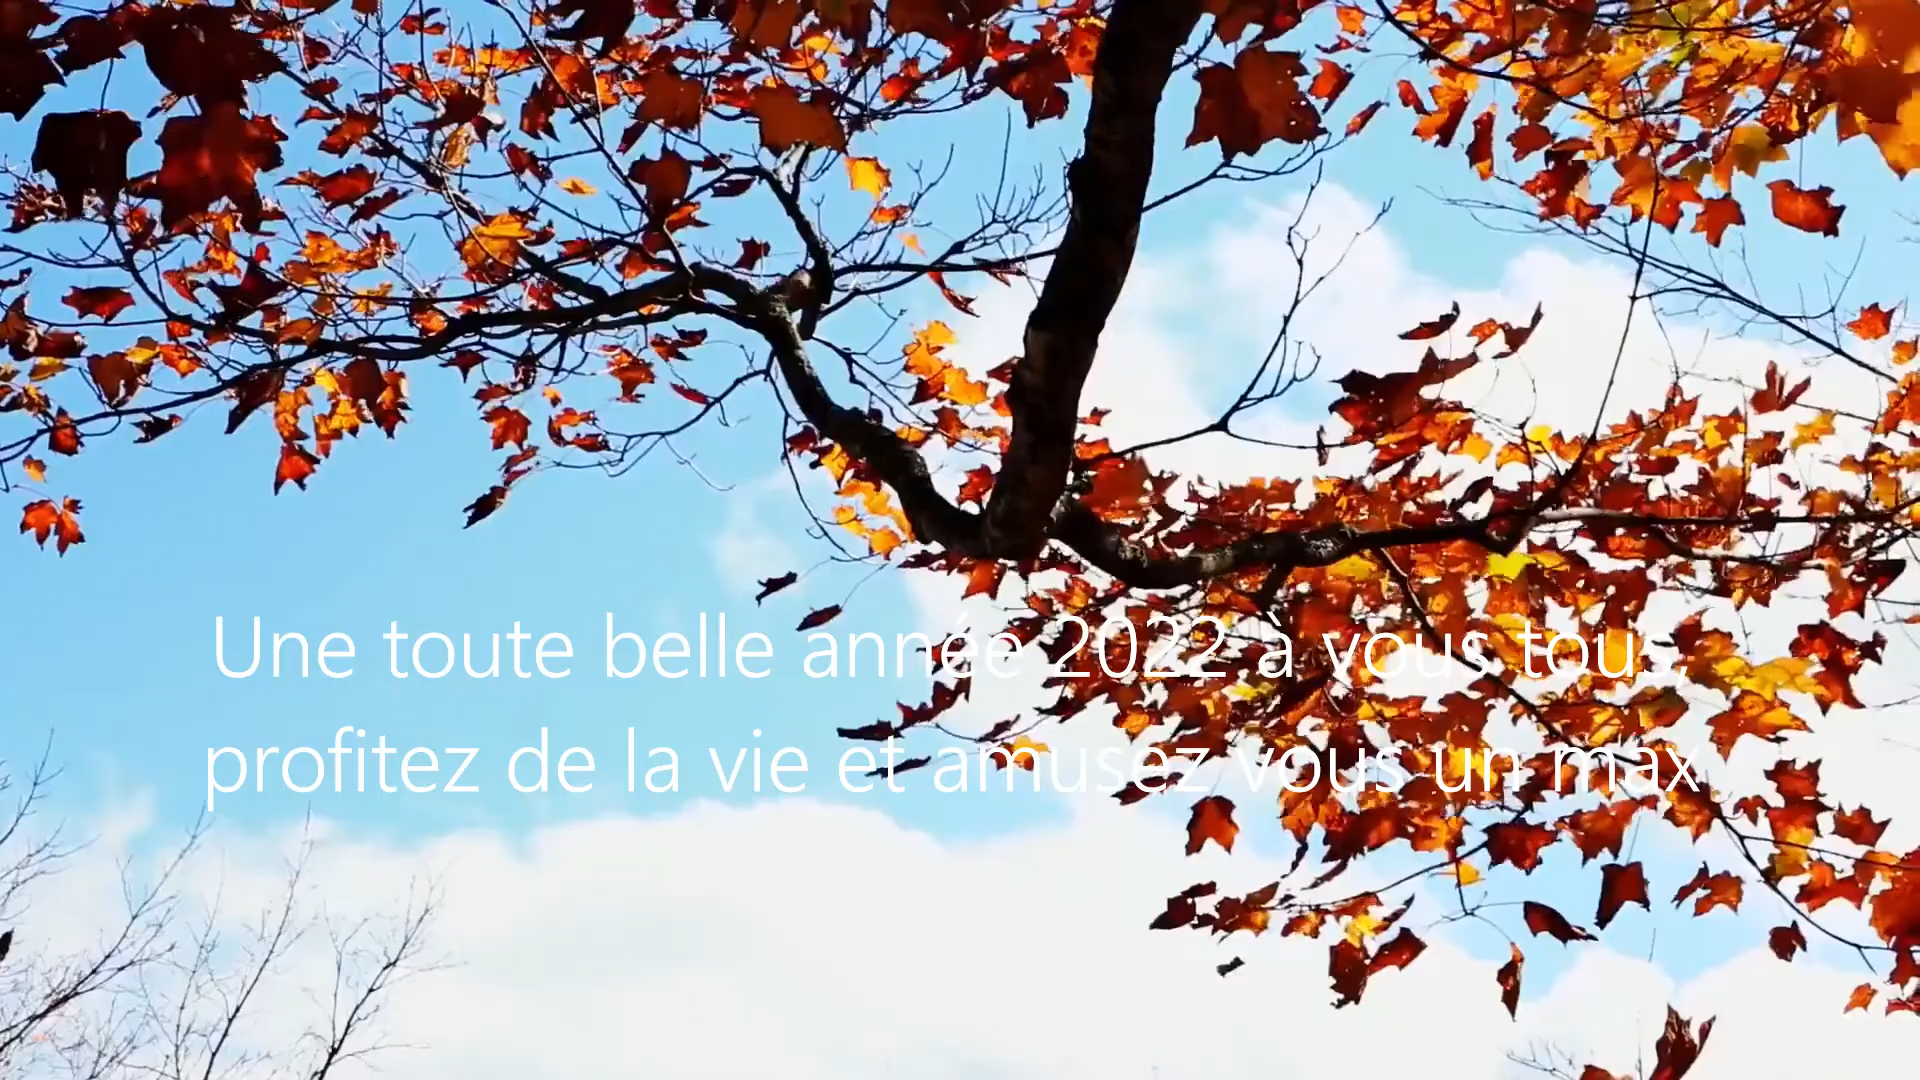 Une toute belle année 2022 à vous tous,
profitez de la vie et amusez vous un max